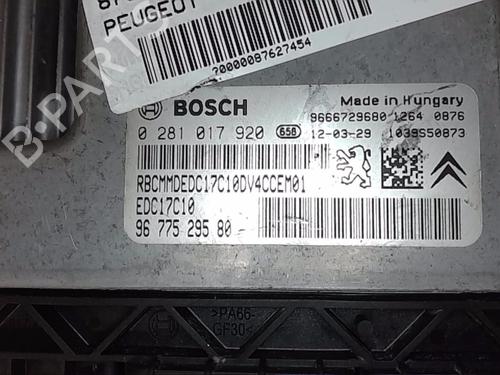 PEUGEOT
20000087627454
B-PARTS
BOSCH
Made in Hungary
9666729680 1264 0876
0 281 017 920 658 12-03-29 1039S50873
RBCMMDEDC17C10DV4CCEM01
EDC17C10
96 775 295 80
>PA66-
GF30<